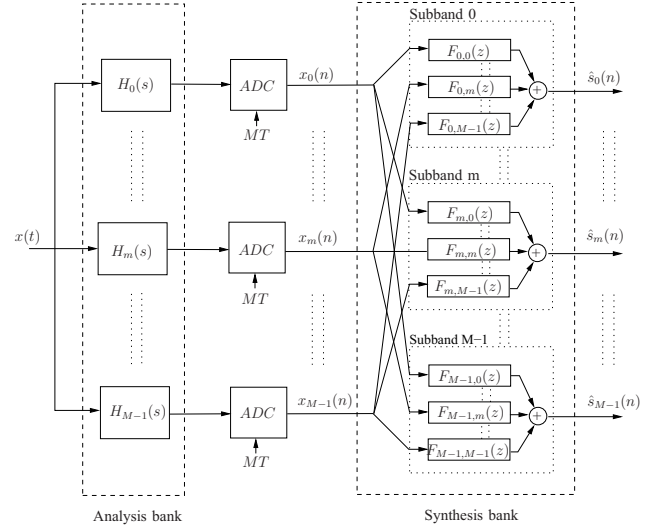 Subband 0
F_{0,0}(z)
H_0(s)
ADC
x_0(n)
F_{0,m}(z)
+
ŝ_0(n)
MT
F_{0,M−1}(z)
Subband m
F_{m,0}(z)
x(t)
H_m(s)
ADC
x_m(n)
F_{m,m}(z)
+
ŝ_m(n)
MT
F_{m,M−1}(z)
Subband M−1
F_{M−1,0}(z)
H_{M−1}(s)
ADC
x_{M−1}(n)
F_{M−1,m}(z)
+
ŝ_{M−1}(n)
MT
F_{M−1,M−1}(z)
Analysis bank
Synthesis bank